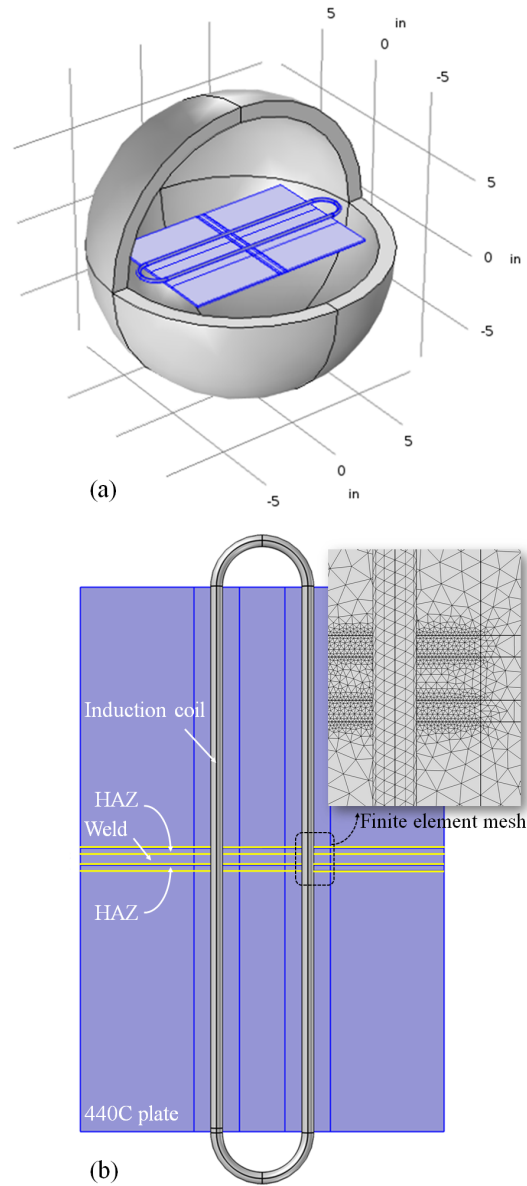 5
in
0
-5
5
0
in
-5
5
0
in
-5
(a)
Induction coil
HAZ
Weld
Finite element mesh
HAZ
440C plate
(b)